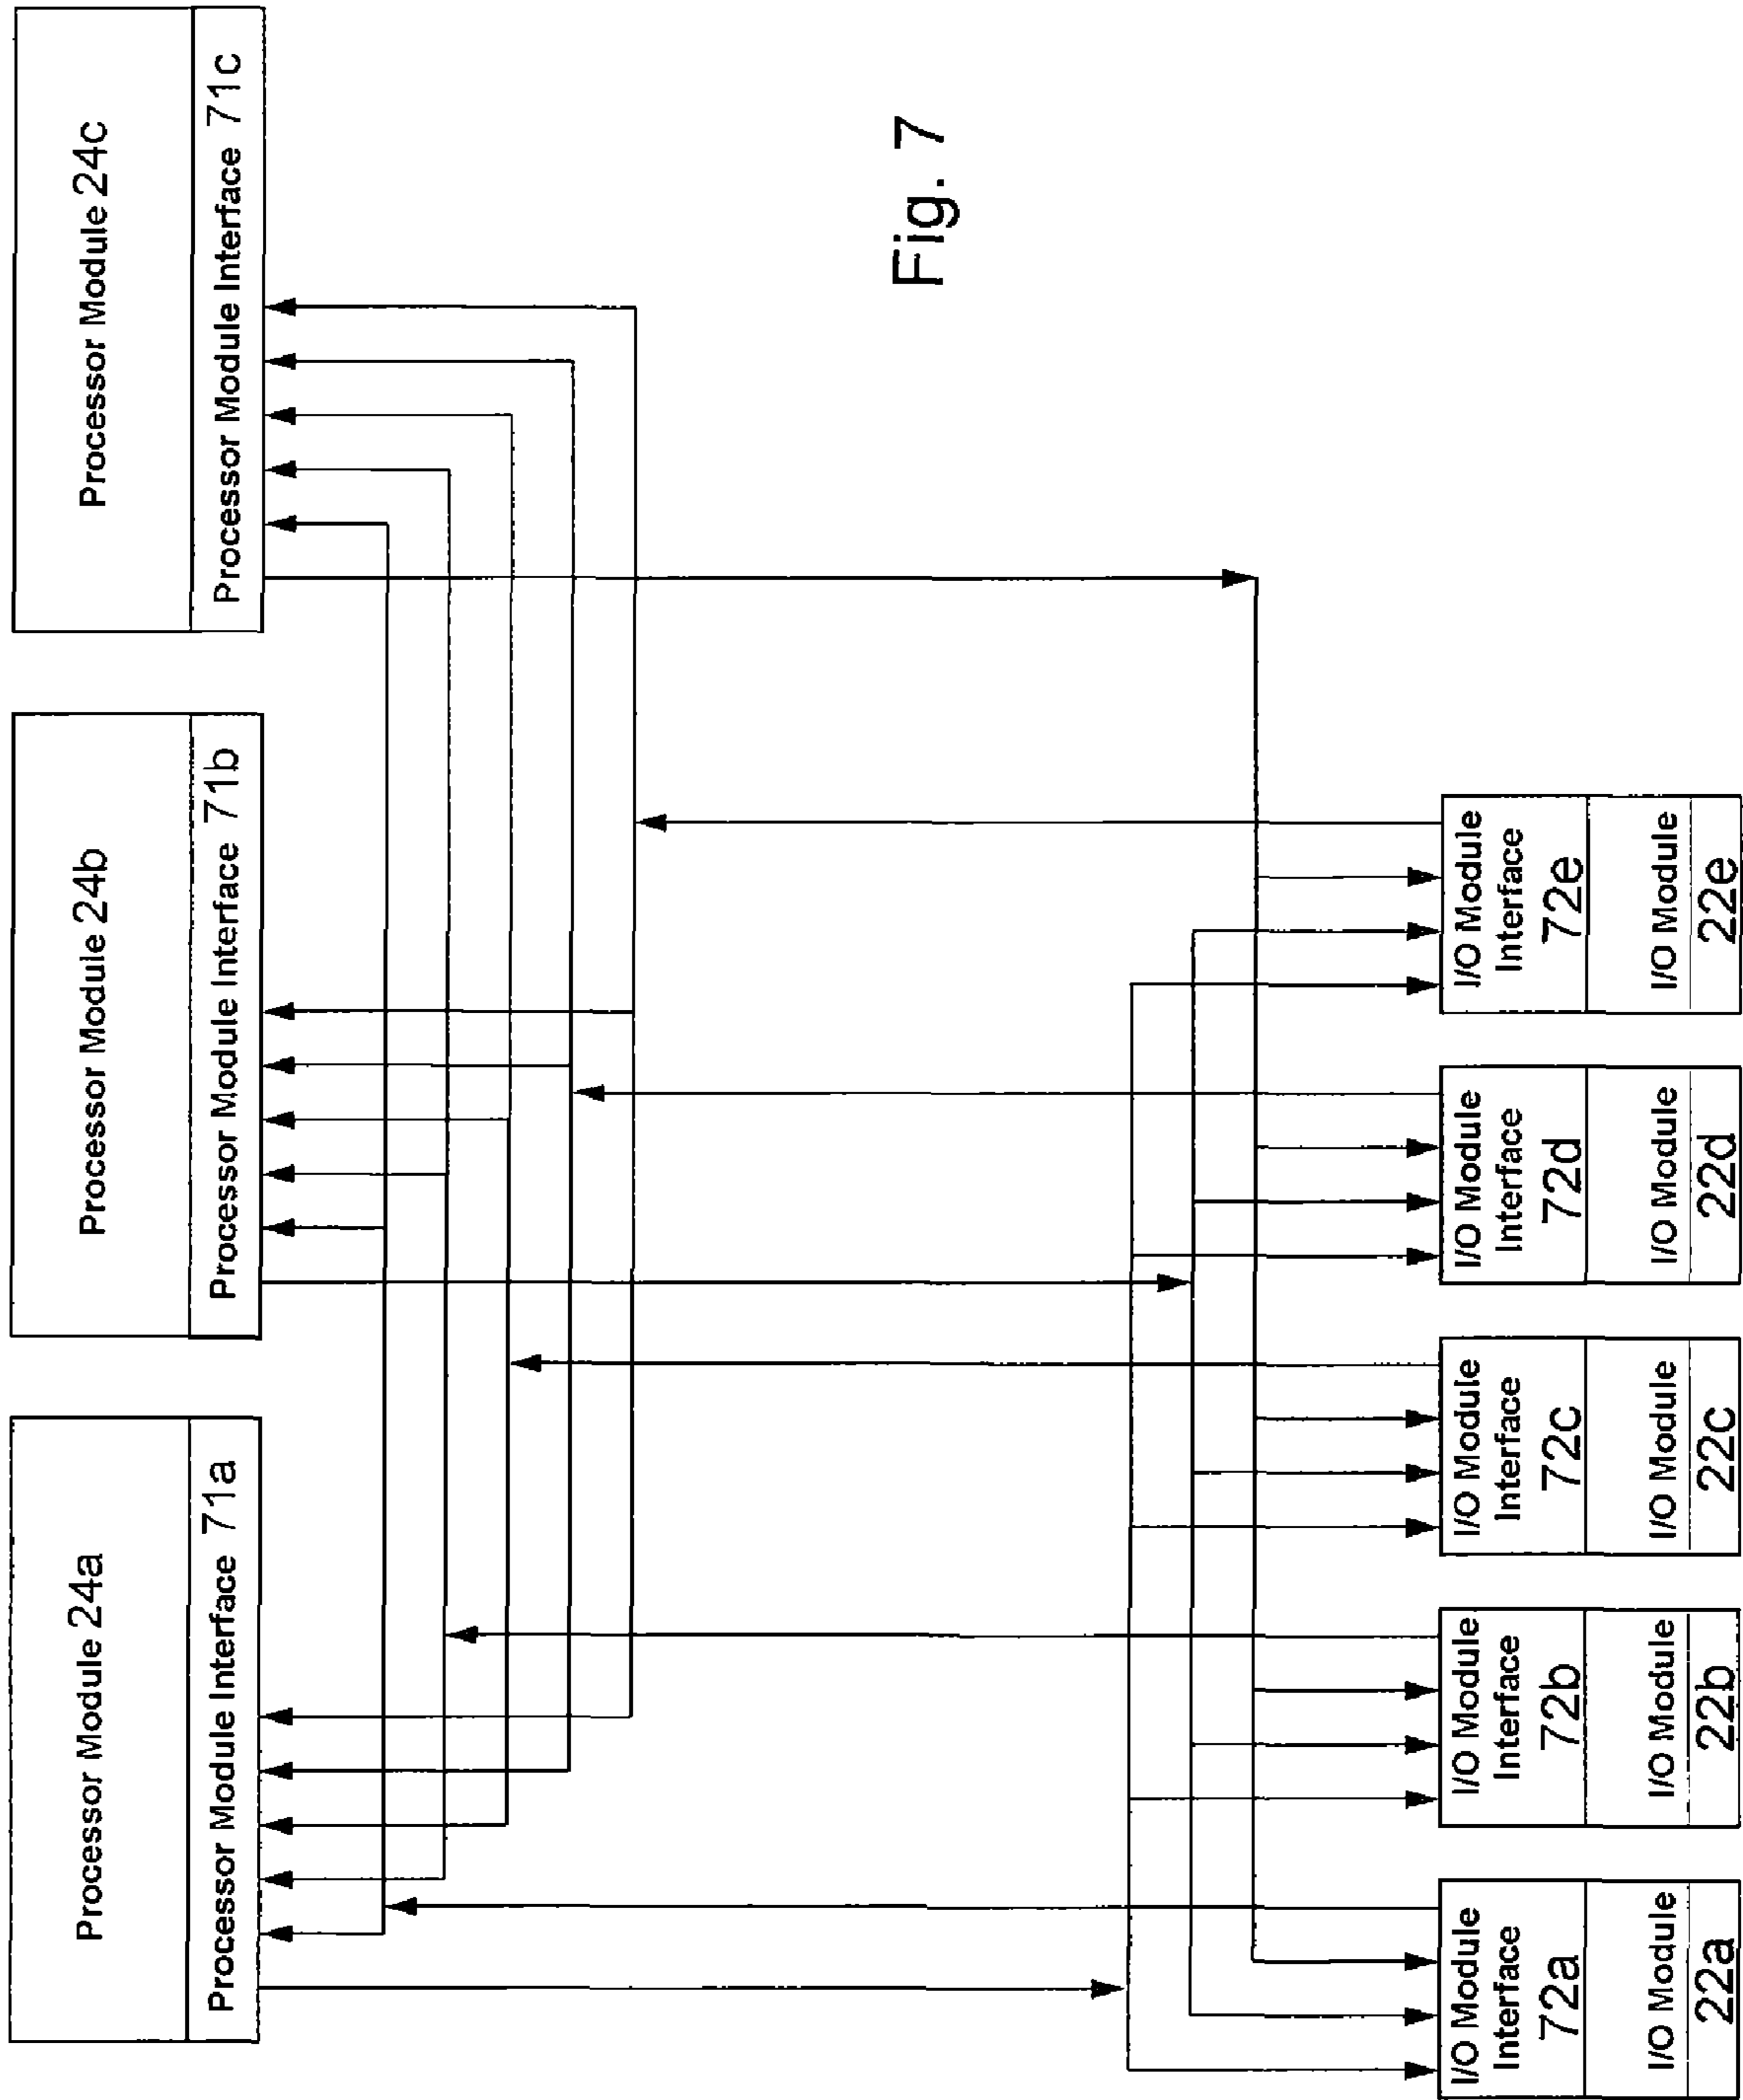 Processor Module 24a
Processor Module Interface 71a
Processor Module 24b
Processor Module Interface 71b
Processor Module 24c
Processor Module Interface 71c
I/O Module
Interface
72a
I/O Module
22a
I/O Module
Interface
72b
I/O Module
22b
I/O Module
Interface
72c
I/O Module
22c
I/O Module
Interface
72d
I/O Module
22d
I/O Module
Interface
72e
I/O Module
22e
Fig. 7